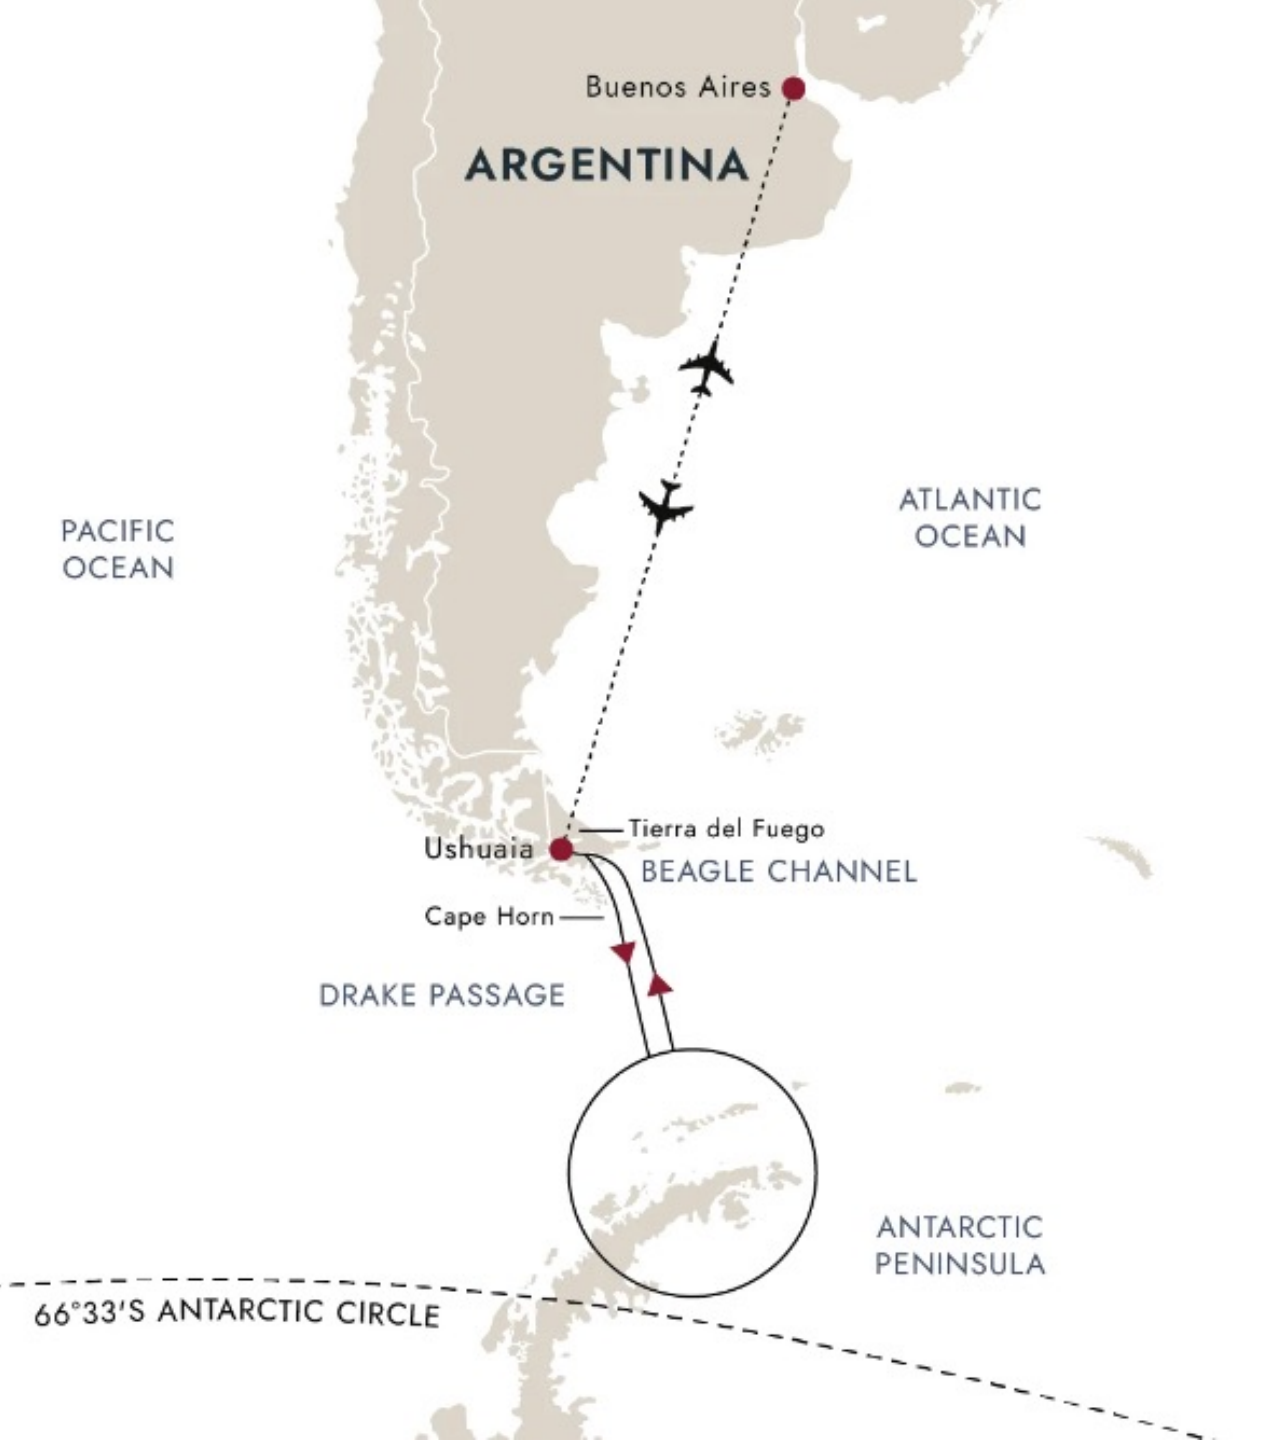 Buenos Aires
ARGENTINA
ATLANTIC
OCEAN
PACIFIC
OCEAN
Tierra del Fuego
Ushuaia
BEAGLE CHANNEL
Cape Horn
DRAKE PASSAGE
ANTARCTIC
PENINSULA
66°33'S ANTARCTIC CIRCLE